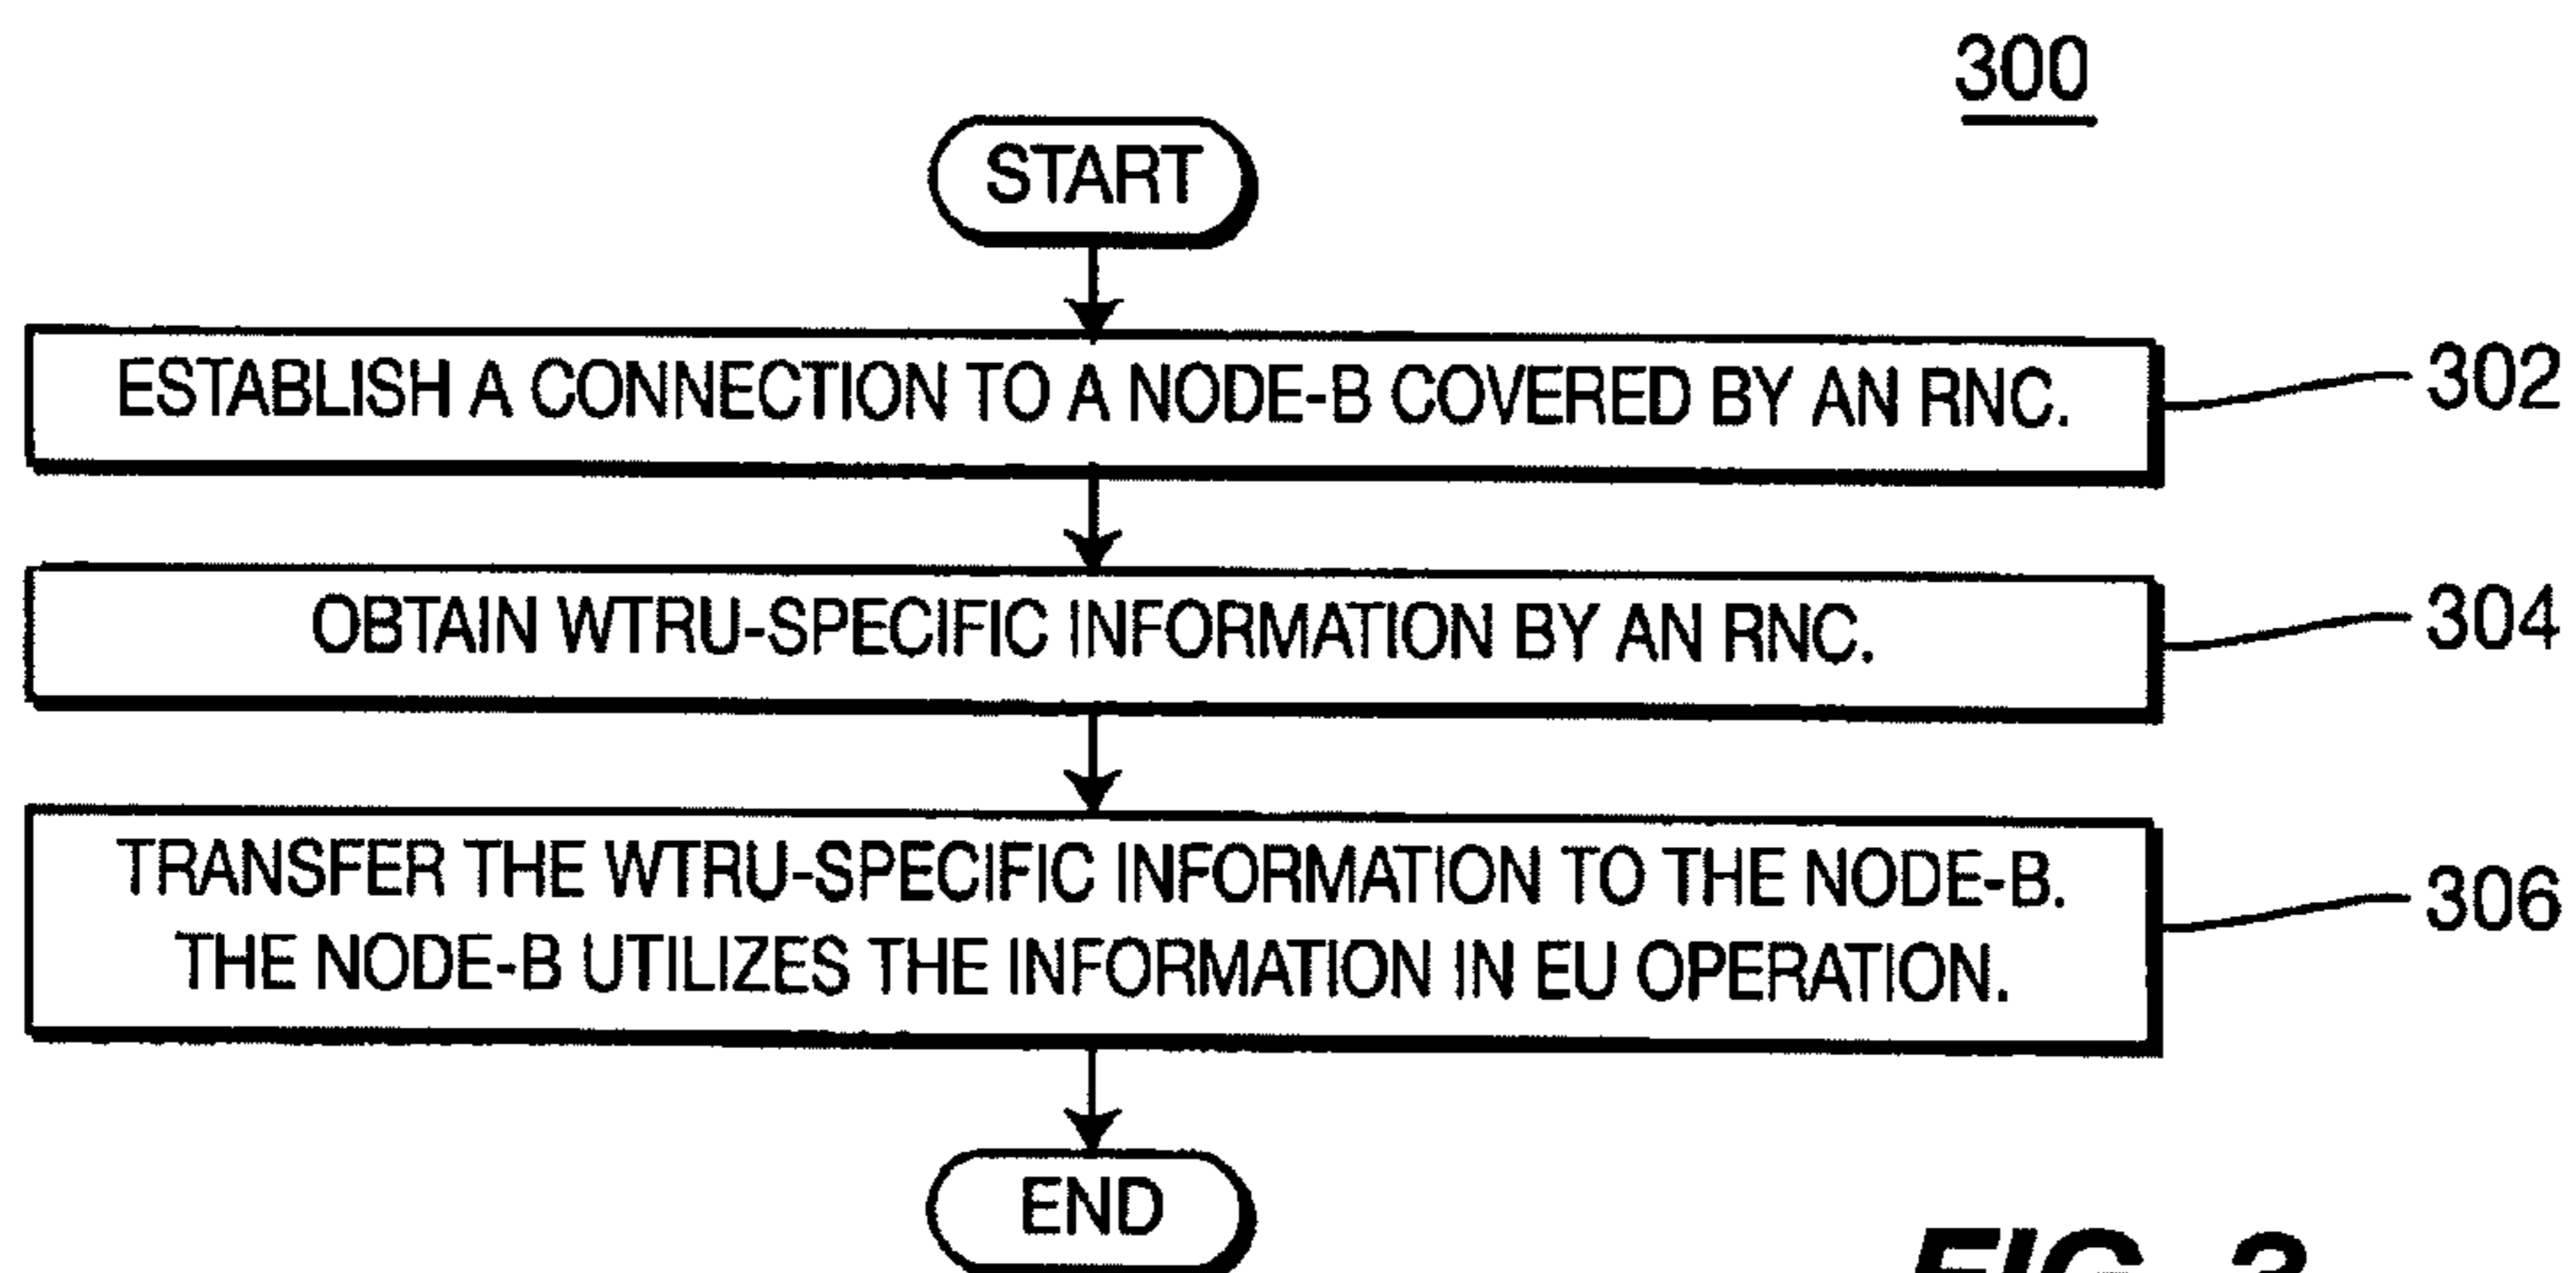 300
START
ESTABLISH A CONNECTION TO A NODE-B COVERED BY AN RNC.
302
OBTAIN WTRU-SPECIFIC INFORMATION BY AN RNC.
304
TRANSFER THE WTRU-SPECIFIC INFORMATION TO THE NODE-B.
THE NODE-B UTILIZES THE INFORMATION IN EU OPERATION.
306
END